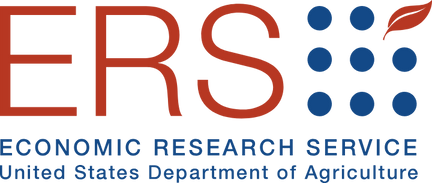 ERS
ECONOMIC RESEARCH SERVICE
United States Department of Agriculture